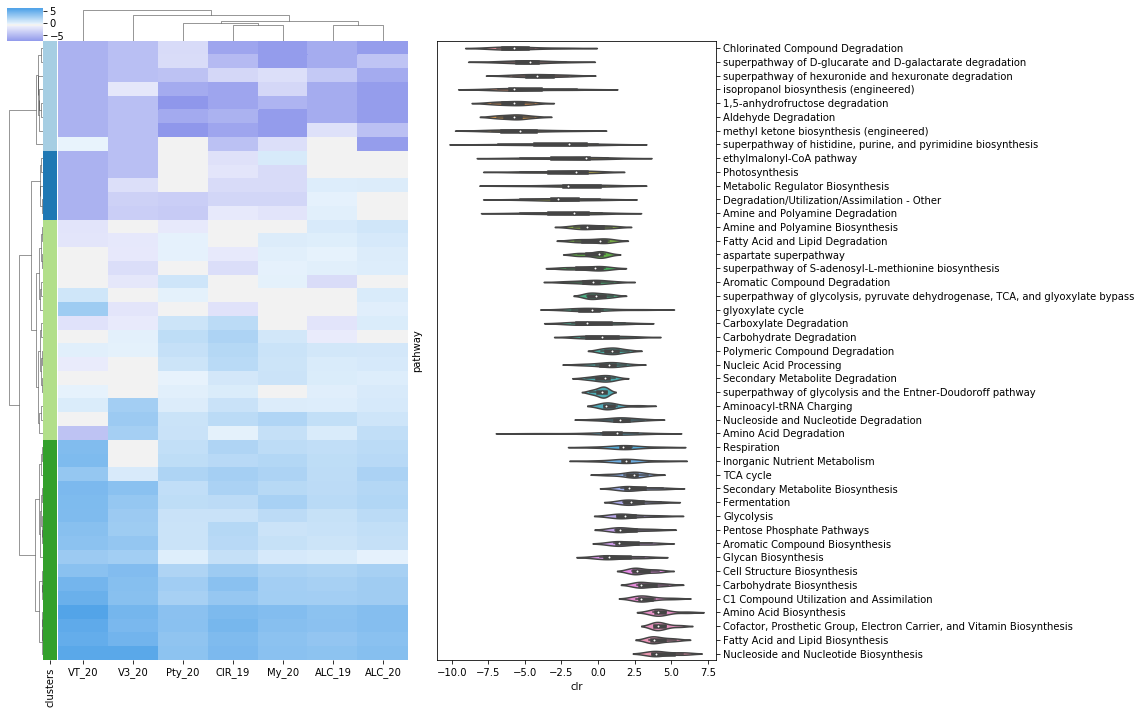 5
0
−5
clusters
VT_20
V3_20
Pty_20
CIR_19
My_20
ALC_19
ALC_20
pathway
Chlorinated Compound Degradation
superpathway of D-glucarate and D-galactarate degradation
superpathway of hexuronide and hexuronate degradation
isopropanol biosynthesis (engineered)
1,5-anhydrofructose degradation
Aldehyde Degradation
methyl ketone biosynthesis (engineered)
superpathway of histidine, purine, and pyrimidine biosynthesis
ethylmalonyl-CoA pathway
Photosynthesis
Metabolic Regulator Biosynthesis
Degradation/Utilization/Assimilation - Other
Amine and Polyamine Degradation
Amine and Polyamine Biosynthesis
Fatty Acid and Lipid Degradation
aspartate superpathway
superpathway of S-adenosyl-L-methionine biosynthesis
Aromatic Compound Degradation
superpathway of glycolysis, pyruvate dehydrogenase, TCA, and glyoxylate bypass
glyoxylate cycle
Carboxylate Degradation
Carbohydrate Degradation
Polymeric Compound Degradation
Nucleic Acid Processing
Secondary Metabolite Degradation
superpathway of glycolysis and the Entner-Doudoroff pathway
Aminoacyl-tRNA Charging
Nucleoside and Nucleotide Degradation
Amino Acid Degradation
Respiration
Inorganic Nutrient Metabolism
TCA cycle
Secondary Metabolite Biosynthesis
Fermentation
Glycolysis
Pentose Phosphate Pathways
Aromatic Compound Biosynthesis
Glycan Biosynthesis
Cell Structure Biosynthesis
Carbohydrate Biosynthesis
C1 Compound Utilization and Assimilation
Amino Acid Biosynthesis
Cofactor, Prosthetic Group, Electron Carrier, and Vitamin Biosynthesis
Fatty Acid and Lipid Biosynthesis
Nucleoside and Nucleotide Biosynthesis
−10.0
−7.5
−5.0
−2.5
0.0
2.5
5.0
7.5
clr